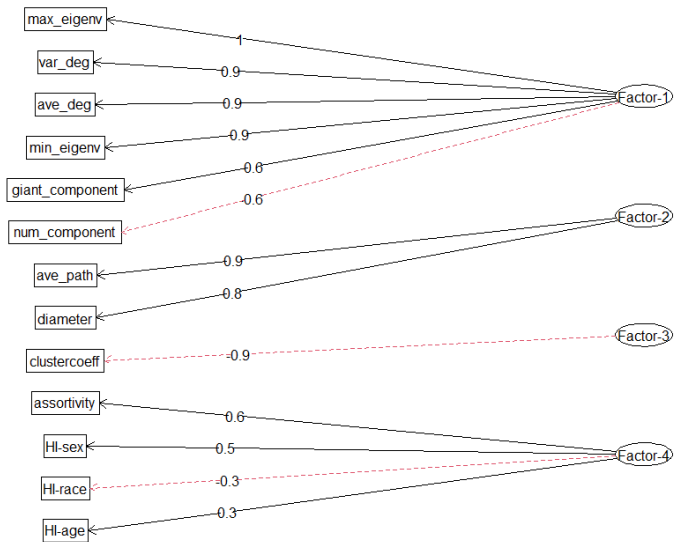 max_eigenv
1
var_deg
0.9
ave_deg
0.9
Factor-1
min_eigenv
0.9
giant_component
0.6
num_component
-0.6
Factor-2
ave_path
0.9
diameter
0.8
clustercoeff
-0.9
Factor-3
assortivity
0.6
HI-sex
0.5
Factor-4
HI-race
-0.3
HI-age
0.3